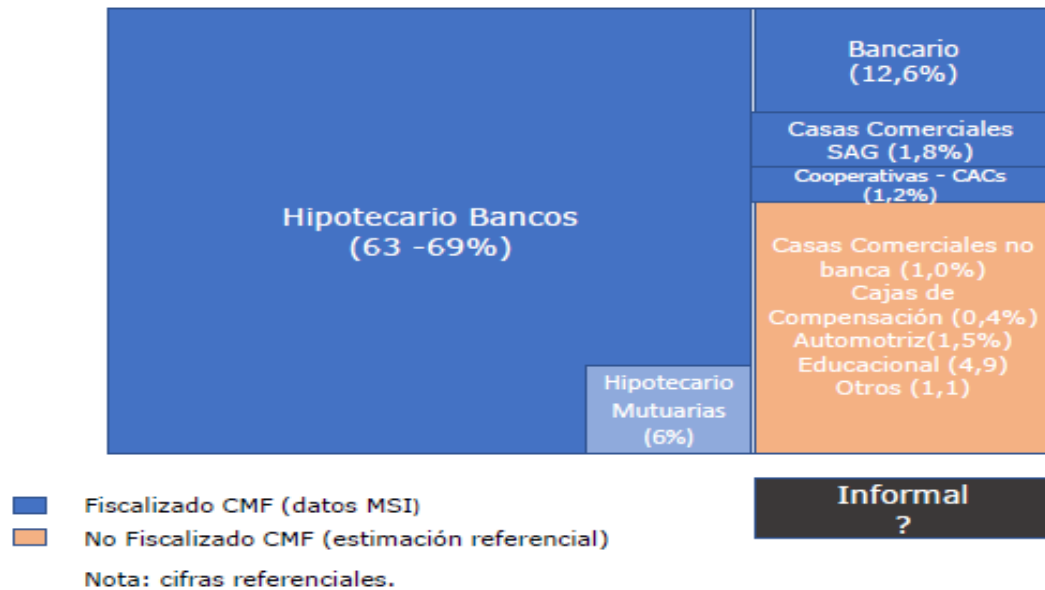 Hipotecario Bancos
(63 -69%)
Hipotecario
Mutuarias
(6%)
Bancario
(12,6%)
Casas Comerciales
SAG (1,8%)
Cooperativas - CACs
(1,2%)
Casas Comerciales no
banca (1,0%)
Cajas de
Compensación (0,4%)
Automotriz(1,5%)
Educacional (4,9)
Otros (1,1)
Informal
?
Fiscalizado CMF (datos MSI)
No Fiscalizado CMF (estimación referencial)
Nota: cifras referenciales.